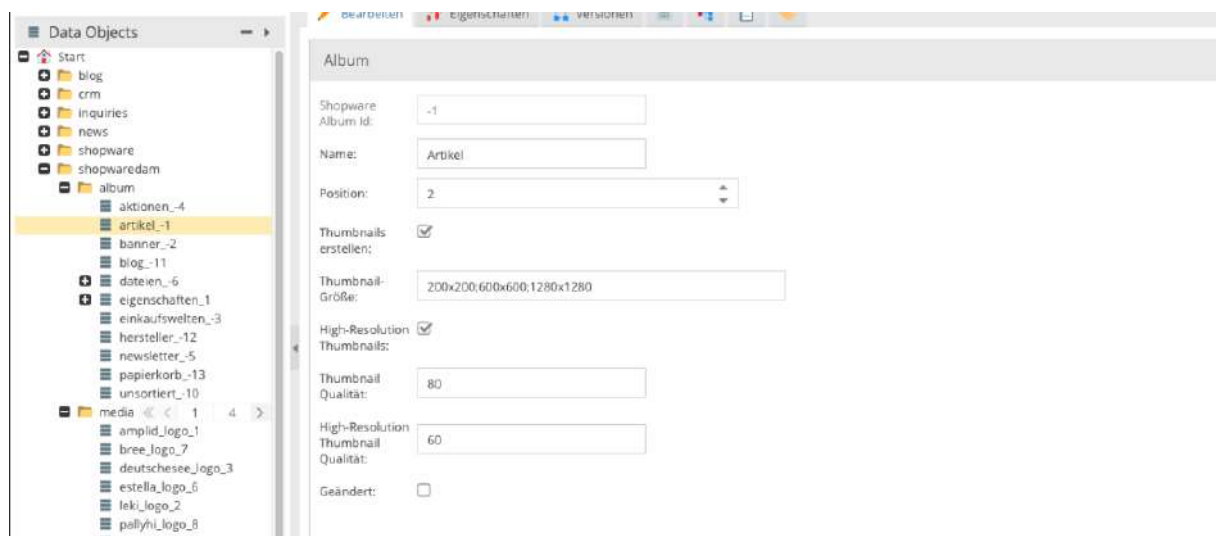 Bearbeiten Eigenschaften Versionen
Data Objects
Start
blog
crm
inquiries
news
shopware
shopwaredam
album
aktionen_-4
artikel_-1
banner_-2
blog_-11
dateien_-6
eigenschaften_1
einkaufswelten_-3
hersteller_-12
newsletter_-5
papierkorb_-13
unsortiert_-10
media 1 4
amplid_logo_1
bree_logo_7
deutschesee_logo_3
estella_logo_6
leki_logo_2
pallyhi_logo_8
Album
Shopware
Album Id:
-1
Name:
Artikel
Position:
2
Thumbnails
erstellen:
Thumbnail-
Größe:
200x200;600x600;1280x1280
High-Resolution
Thumbnails:
Thumbnail
Qualität:
80
High-Resolution
Thumbnail
Qualität:
60
Geändert: